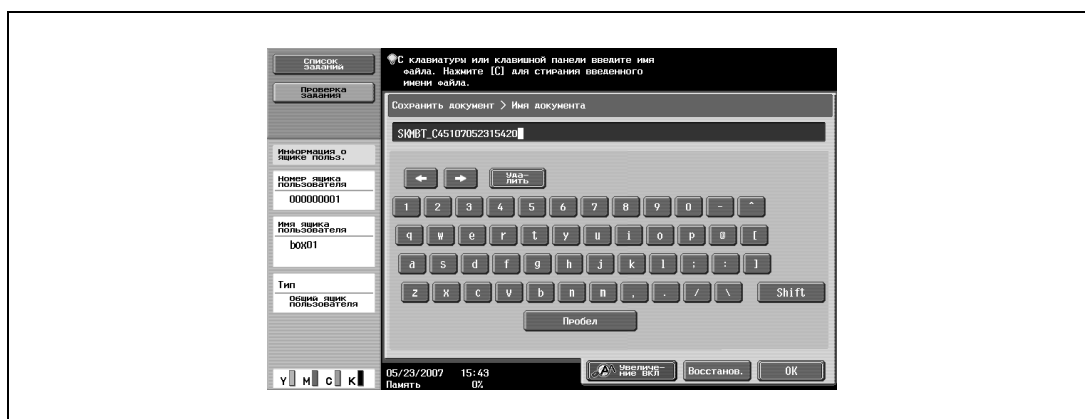 Список
заданий
Проверка
задания
Информация о
ящике польз.
Номер ящика
пользователя
000000001
Имя ящика
пользователя
box01
Тип
Общий ящик
пользователя
Y M C K
С клавиатуры или клавишной панели введите имя
файла. Нажмите [C] для стирания введенного
имени файла.
Сохранить документ > Имя документа
SKMBT_C45107052315420
← → Уда-
лить
1 2 3 4 5 6 7 8 9 0 - ^
q w e r t y u i o p @ [
a s d f g h j k l ; : ]
z x c v b n m , . / \ Shift
Пробел
05/23/2007 15:43
Память 0%
Увеличе-
ние ВКЛ
Восстанов.
OK